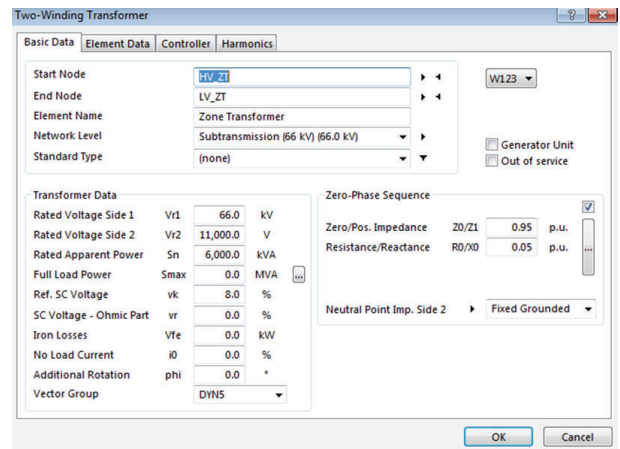 Two-Winding Transformer
Basic Data Element Data Controller Harmonics
Start Node HV_ZT W123
End Node LV_ZT
Element Name Zone Transformer
Network Level Subtransmission (66 kV) (66.0 kV) Generator Unit
Standard Type (none) Out of service
Transformer Data Zero-Phase Sequence
Rated Voltage Side 1 Vr1 66.0 kV
Zero/Pos. Impedance Z0/Z1 0.95 p.u.
Rated Voltage Side 2 Vr2 11,000.0 V
Resistance/Reactance R0/X0 0.05 p.u. ...
Rated Apparent Power Sn 6,000.0 kVA
Full Load Power Smax 0.0 MVA ...
Ref. SC Voltage vk 8.0 %
SC Voltage - Ohmic Part vr 0.0 % Neutral Point Imp. Side 2 Fixed Grounded
Iron Losses Vfe 0.0 kW
No Load Current i0 0.0 %
Additional Rotation phi 0.0 °
Vector Group DYN5
OK Cancel